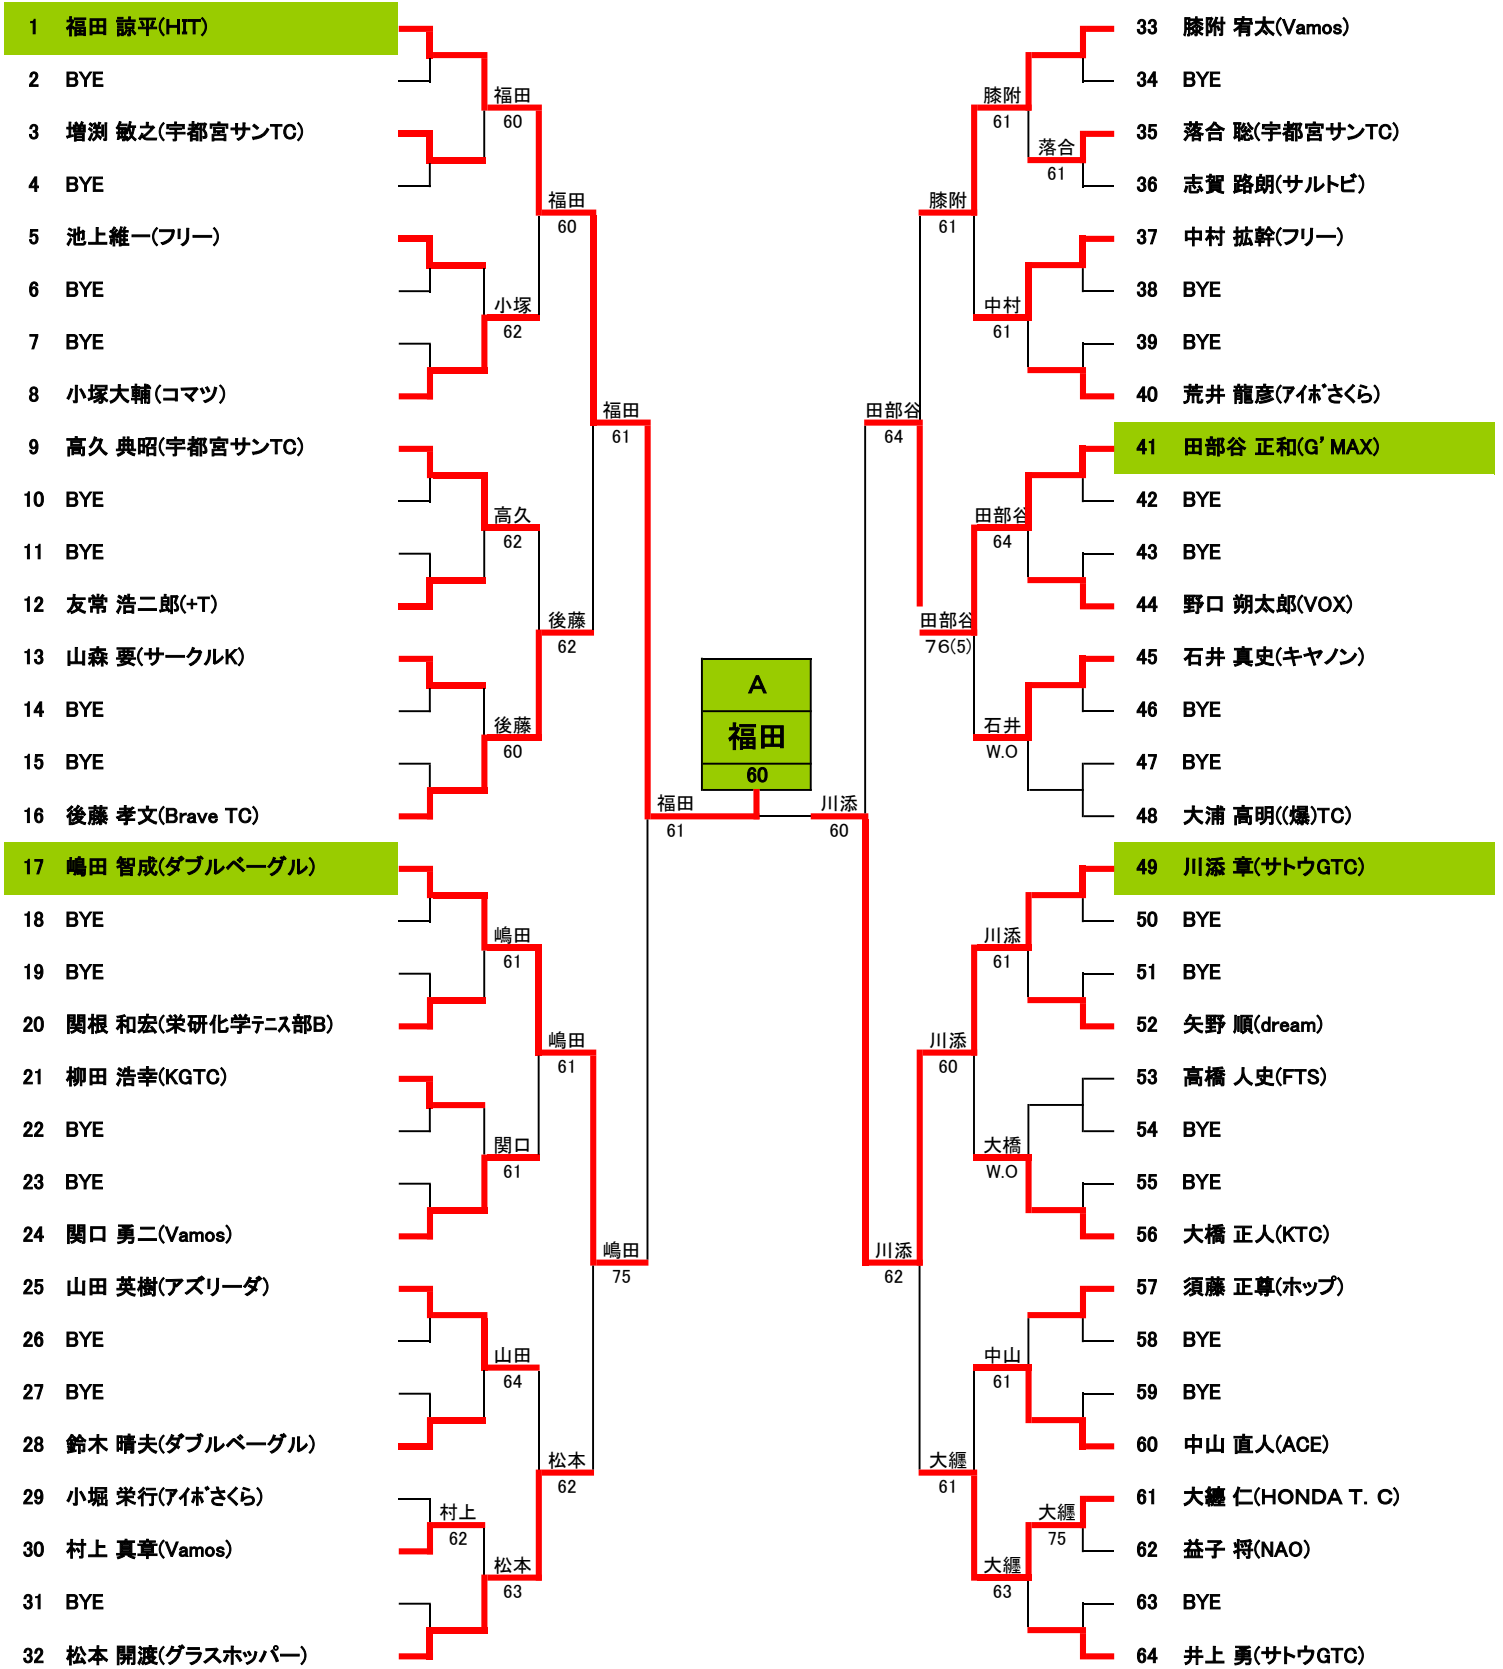 1 福田 諒平(HIT)
2 BYE
3 増渕 敏之(宇都宮サンTC)
4 BYE
5 池上維一(フリー)
6 BYE
7 BYE
8 小塚大輔(コマツ)
9 高久 典昭(宇都宮サンTC)
10 BYE
11 BYE
12 友常 浩二郎(+T)
13 山森 要(サークルK)
14 BYE
15 BYE
16 後藤 孝文(Brave TC)
17 嶋田 智成(ダブルベーグル)
18 BYE
19 BYE
20 関根 和宏(栄研化学ﾃﾆｽ部B)
21 柳田 浩幸(KGTC)
22 BYE
23 BYE
24 関口 勇二(Vamos)
25 山田 英樹(アズリーダ)
26 BYE
27 BYE
28 鈴木 晴夫(ダブルベーグル)
29 小堀 栄行(ｱｲﾎﾞさくら)
30 村上 真章(Vamos)
31 BYE
32 松本 開渡(グラスホッパー)
村上
62
福田
60
小塚
62
高久
62
後藤
60
嶋田
61
関口
61
山田
64
松本
63
福田
60
後藤
62
嶋田
61
松本
62
福田
61
嶋田
75
福田
61
A
福田
60
川添
60
田部谷
64
川添
62
膝附
61
田部谷
76(5)
川添
60
大纒
61
膝附
61
中村
61
田部谷
64
石井
W.O
川添
61
大橋
W.O
中山
61
大纒
63
落合
61
大纒
75
33 膝附 宥太(Vamos)
34 BYE
35 落合 聡(宇都宮サンTC)
36 志賀 路朗(サルトビ)
37 中村 拡幹(フリー)
38 BYE
39 BYE
40 荒井 龍彦(ｱｲﾎﾞさくら)
41 田部谷 正和(G’MAX)
42 BYE
43 BYE
44 野口 朔太郎(VOX)
45 石井 真史(キヤノン)
46 BYE
47 BYE
48 大浦 高明((爆)TC)
49 川添 章(サトウGTC)
50 BYE
51 BYE
52 矢野 順(dream)
53 高橋 人史(FTS)
54 BYE
55 BYE
56 大橋 正人(KTC)
57 須藤 正尊(ホップ)
58 BYE
59 BYE
60 中山 直人(ACE)
61 大纒 仁(HONDA T．C)
62 益子 将(NAO)
63 BYE
64 井上 勇(サトウGTC)